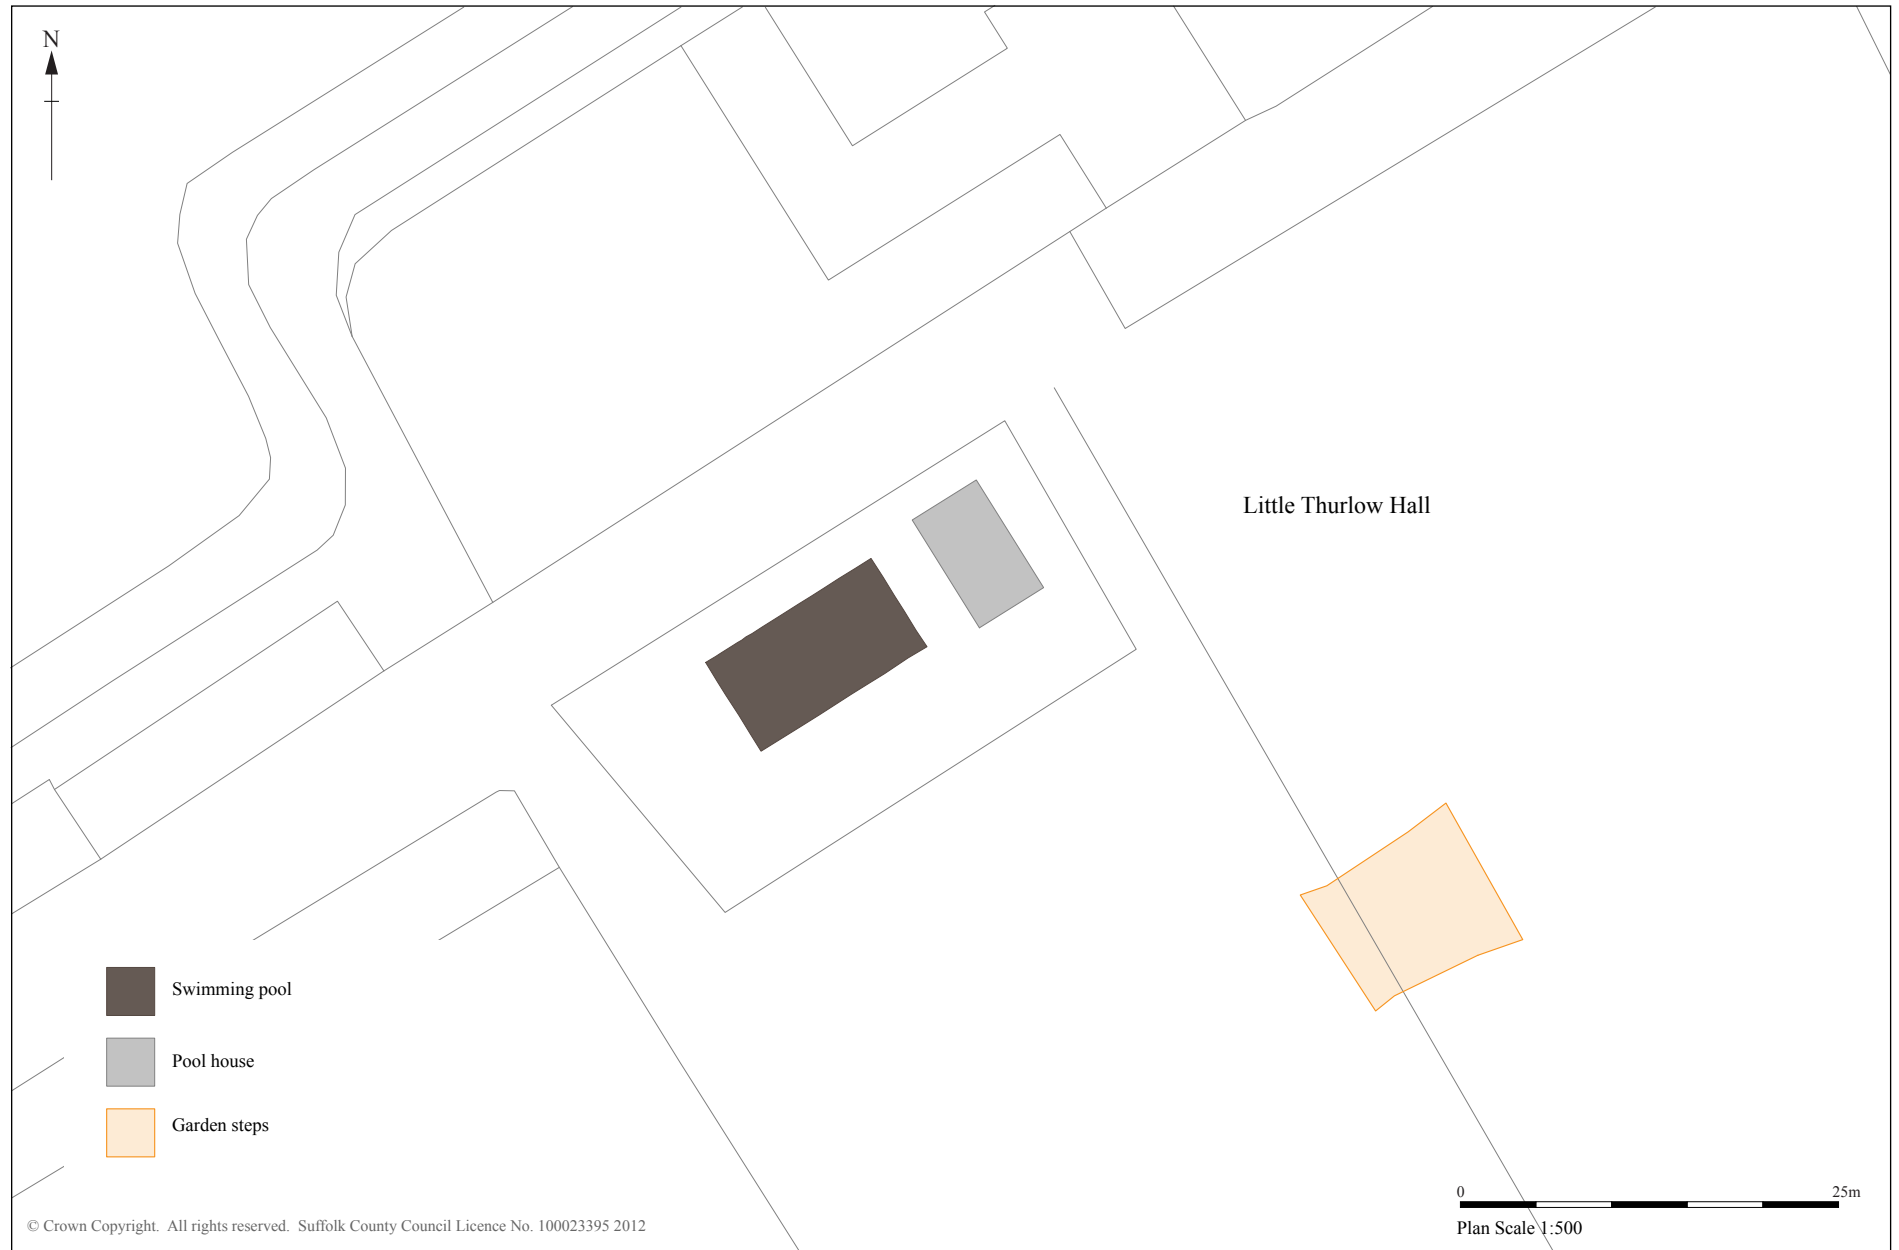 N
Little Thurlow Hall
Swimming pool
Pool house
Garden steps
0 25m
Plan Scale 1:500
© Crown Copyright. All rights reserved. Suffolk County Council Licence No. 100023395 2012